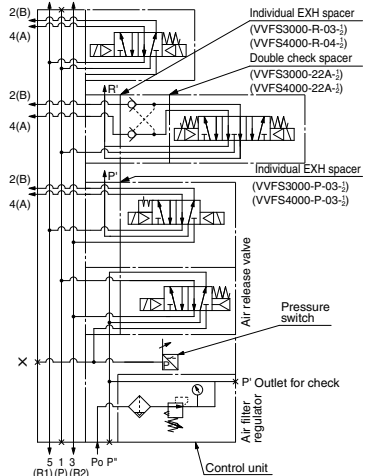 2(B)
4(A)
Individual EXH spacer
(VVFS3000-R-03-½)
(VVFS4000-R-04-½)
Double check spacer
(VVFS3000-22A-½)
(VVFS4000-22A-½)
2(B)
4(A)
R'
Individual EXH spacer
(VVFS3000-P-03-½)
(VVFS4000-P-03-½)
2(B)
4(A)
P'
Air release valve
Pressure switch
P
X
P' Outlet for check
Air filter
regulator
5 1 3 Po P"
(R1) (P) (R2)
Control unit